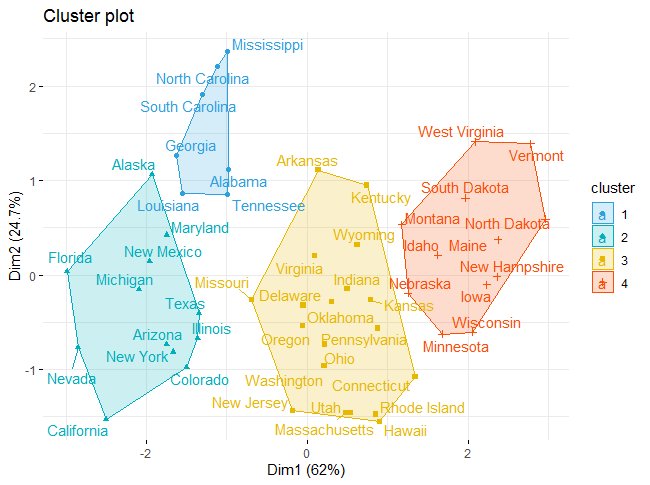 Cluster plot
Mississippi
2
North Carolina
South Carolina
West Virginia
Georgia
Vermont
Arkansas
Alaska
cluster
1
Alabama
South Dakota
1
Kentucky
Louisiana
Tennessee
2
Montana
North Dakota
Maryland
Wyoming
3
Idaho
Maine
New Mexico
4
Florida
Virginia
New Hampshire
0
Michigan
Missouri
Indiana
Nebraska
Delaware
Iowa
Texas
Kansas
Oklahoma
Wisconsin
Illinois
Arizona
Oregon
Pennsylvania
Minnesota
New York
Ohio
-1
Nevada
Colorado
Washington
Connecticut
New Jersey
Utah
Rhode Island
California
Massachusetts
Hawaii
Dim2 (24.7%)
-2
0
2
Dim1 (62%)